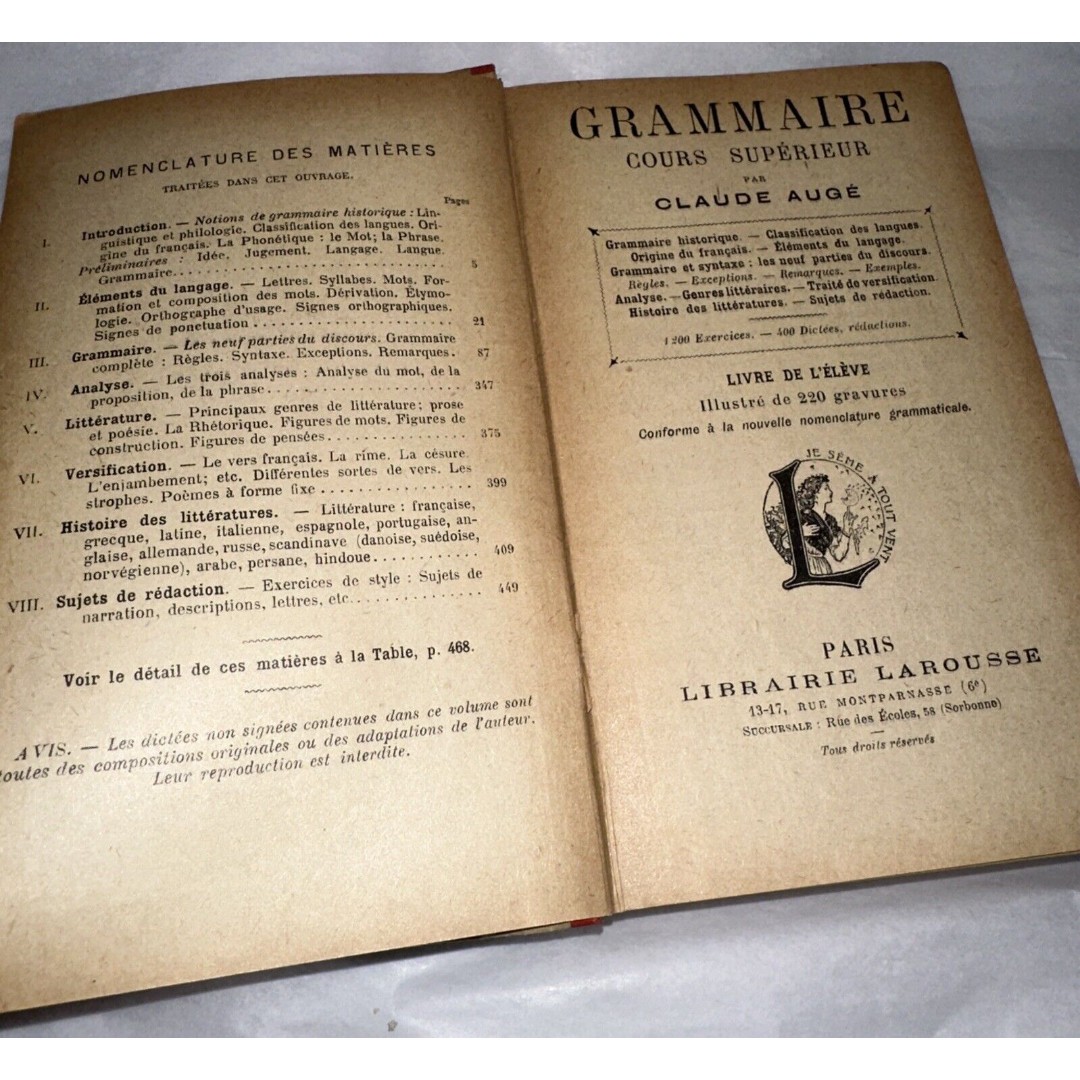 NOMENCLATURE DES MATIÈRES
TRAITÉES DANS CET OUVRAGE.
Pages
I. Introduction. — Notions de grammaire historique : Lin-
guistique et philologie. Classification des langues. Ori-
gine du français. La Phonétique : le Mot; la Phrase.
Préliminaires : Idée. Jugement. Langage. Langue.
Grammaire. 5
II. Éléments du langage. — Lettres. Syllabes. Mots. For-
mation et composition des mots. Dérivation. Étymo-
logie. Orthographe d'usage. Signes orthographiques.
Signes de ponctuation 21
III. Grammaire. — Les neuf parties du discours. Grammaire
complète : Règles. Syntaxe. Exceptions. Remarques. 87
IV. Analyse. — Les trois analyses : Analyse du mot, de la
proposition, de la phrase 347
V. Littérature. — Principaux genres de littérature; prose
et poésie. La Rhétorique. Figures de mots. Figures de
construction. Figures de pensées 375
VI. Versification. — Le vers français. La rime. La césure.
L'enjambement; etc. Différentes sortes de vers. Les
strophes. Poèmes à forme fixe 399
VII. Histoire des littératures. — Littérature : française,
grecque, latine, italienne, espagnole, portugaise, an-
glaise, allemande, russe, scandinave (danoise, suédoise,
norvégienne), arabe, persane, hindoue 409
VIII. Sujets de rédaction. — Exercices de style : Sujets de
narration, descriptions, lettres, etc. 449
Voir le détail de ces matières à la Table, p. 468.
AVIS. — Les dictées non signées contenues dans ce volume sont
toutes des compositions originales ou des adaptations de l'auteur.
Leur reproduction est interdite.
GRAMMAIRE
COURS SUPÉRIEUR
PAR
CLAUDE AUGÉ
Grammaire historique. — Classification des langues.
Origine du français. — Éléments du langage.
Grammaire et syntaxe : les neuf parties du discours.
Règles. — Exceptions. — Remarques. — Exemples.
Analyse. — Genres littéraires. — Traité de versification.
Histoire des littératures. — Sujets de rédaction.
1 200 Exercices. — 400 Dictées, rédactions.
LIVRE DE L'ÉLÈVE
Illustré de 220 gravures
Conforme à la nouvelle nomenclature grammaticale.
JE SÈME A TOUT VENT
L
PARIS
LIBRAIRIE LAROUSSE
13-17, RUE MONTPARNASSE (6e)
SUCCURSALE : Rue des Écoles, 58 (Sorbonne)
Tous droits réservés